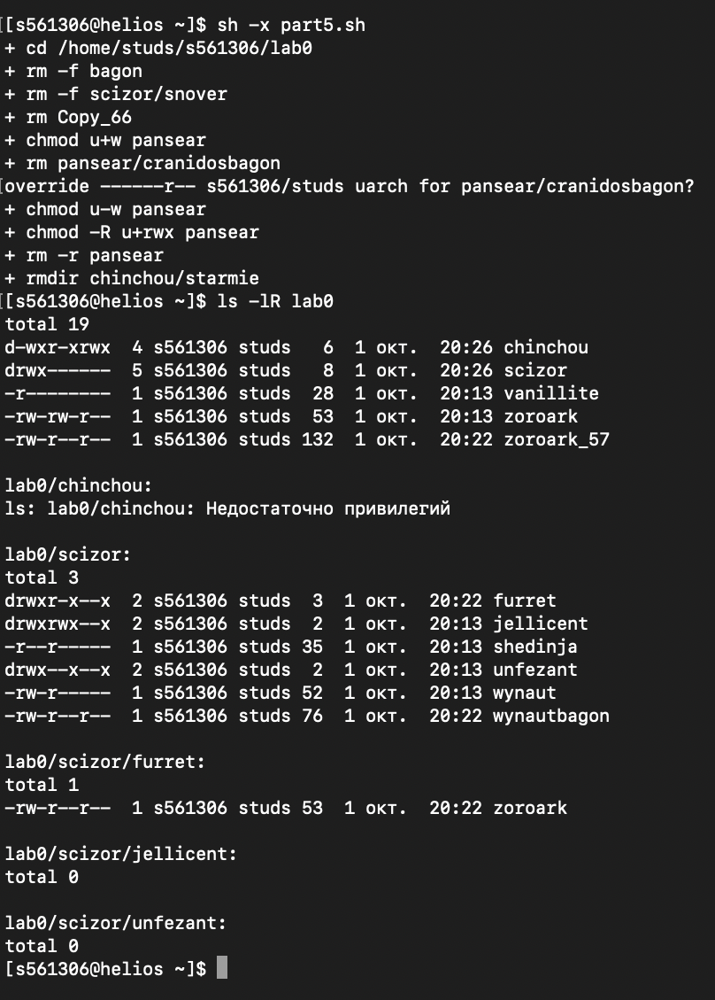 [[s561306@helios ~]$ sh -x part5.sh
+ cd /home/studs/s561306/lab0
+ rm -f bagon
+ rm -f scizor/snover
+ rm Copy_66
+ chmod u+w pansear
+ rm pansear/cranidosbagon
[override ------r-- s561306/studs uarch for pansear/cranidosbagon?
+ chmod u-w pansear
+ chmod -R u+rwx pansear
+ rm -r pansear
+ rmdir chinchou/starmie
[[s561306@helios ~]$ ls -lR lab0
total 19
d-wxr-xrwx  4 s561306 studs   6  1 окт.  20:26 chinchou
drwx------  5 s561306 studs   8  1 окт.  20:26 scizor
-r--------  1 s561306 studs  28  1 окт.  20:13 vanillite
-rw-rw-r--  1 s561306 studs  53  1 окт.  20:13 zoroark
-rw-r--r--  1 s561306 studs 132  1 окт.  20:22 zoroark_57

lab0/chinchou:
ls: lab0/chinchou: Недостаточно привилегий

lab0/scizor:
total 3
drwxr-x--x  2 s561306 studs  3  1 окт.  20:22 furret
drwxrwx--x  2 s561306 studs  2  1 окт.  20:13 jellicent
-r--r-----  1 s561306 studs 35  1 окт.  20:13 shedinja
drwx--x--x  2 s561306 studs  2  1 окт.  20:13 unfezant
-rw-r-----  1 s561306 studs 52  1 окт.  20:13 wynaut
-rw-r--r--  1 s561306 studs 76  1 окт.  20:22 wynautbagon

lab0/scizor/furret:
total 1
-rw-r--r--  1 s561306 studs 53  1 окт.  20:22 zoroark

lab0/scizor/jellicent:
total 0

lab0/scizor/unfezant:
total 0
[s561306@helios ~]$